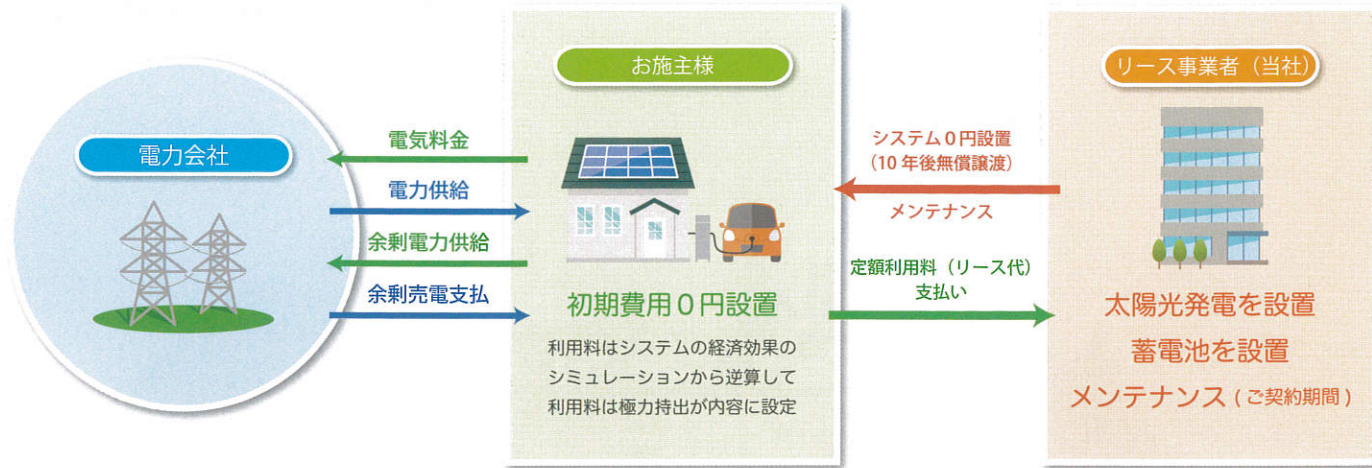 電力会社
電気料金
電力供給
余剰電力供給
余剰売電支払
お施主様
初期費用０円設置
利用料はシステムの経済効果の
シミュレーションから逆算して
利用料は極力持出が内容に設定
システム０円設置
（10年後無償譲渡）
メンテナンス
定額利用料（リース代）
支払い
リース事業者（当社）
太陽光発電を設置
蓄電池を設置
メンテナンス（ご契約期間）